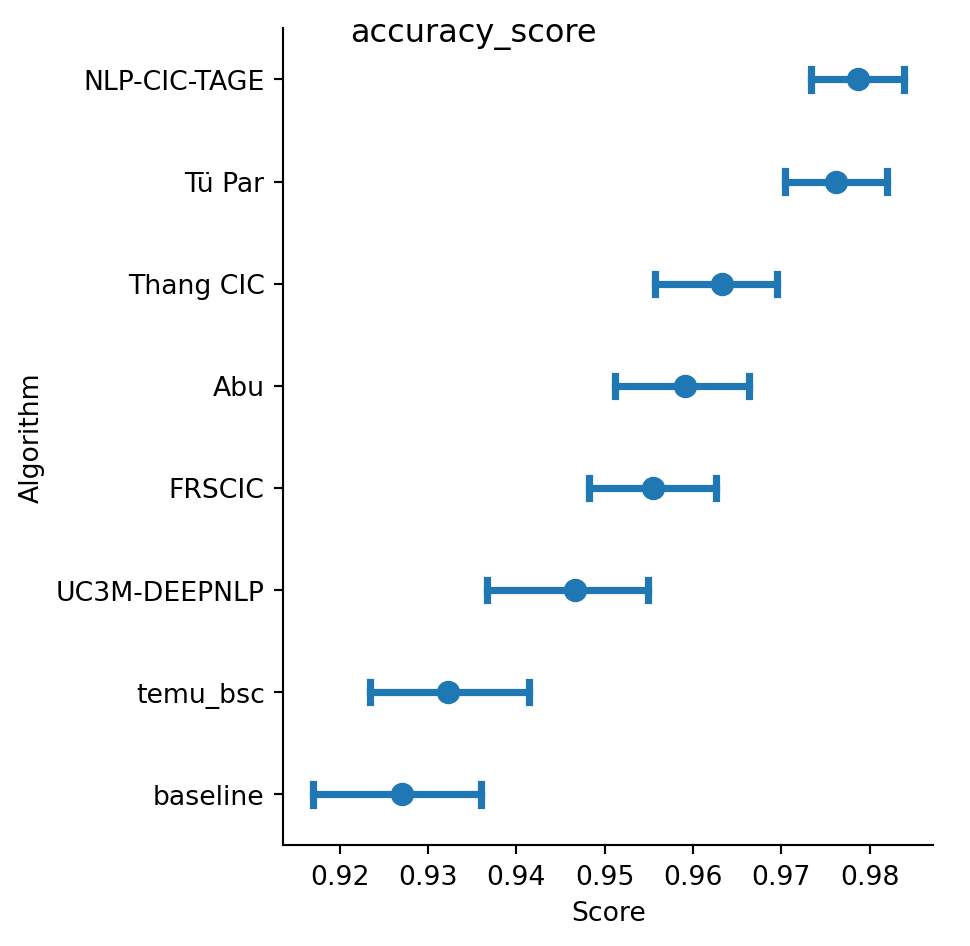 accuracy_score
NLP-CIC-TAGE
Tü Par
Thang CIC
Abu
FRSCIC
UC3M-DEEPNLP
temu_bsc
baseline
Algorithm
0.92 0.93 0.94 0.95 0.96 0.97 0.98
Score